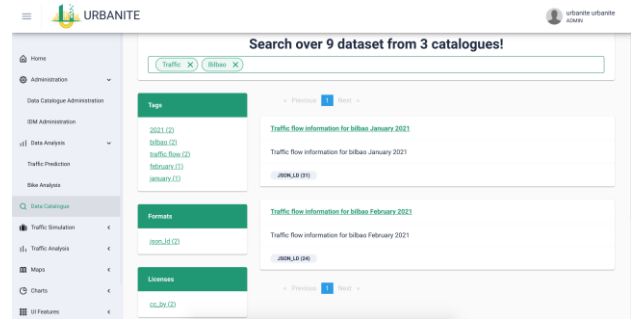 URBANITE
urbanite urbanite
ADMIN
Home
Administration
Data Catalogue Administration
IDM Administration
Data Analysis
Traffic Prediction
Bike Analysis
Data Catalogue
Traffic Simulation
Traffic Analysis
Maps
Charts
UI Features
Search over 9 dataset from 3 catalogues!
Traffic X Bilbao X
Tags
2021 (2)
bilbao (2)
traffic flow (2)
february (1)
january (1)
Formats
json_ld (2)
Licenses
cc_by (2)
« Previous 1 Next »
Traffic flow information for bilbao January 2021
Traffic flow information for bilbao January 2021
JSON_LD (31)
Traffic flow information for bilbao February 2021
Traffic flow information for bilbao February 2021
JSON_LD (24)
« Previous 1 Next »